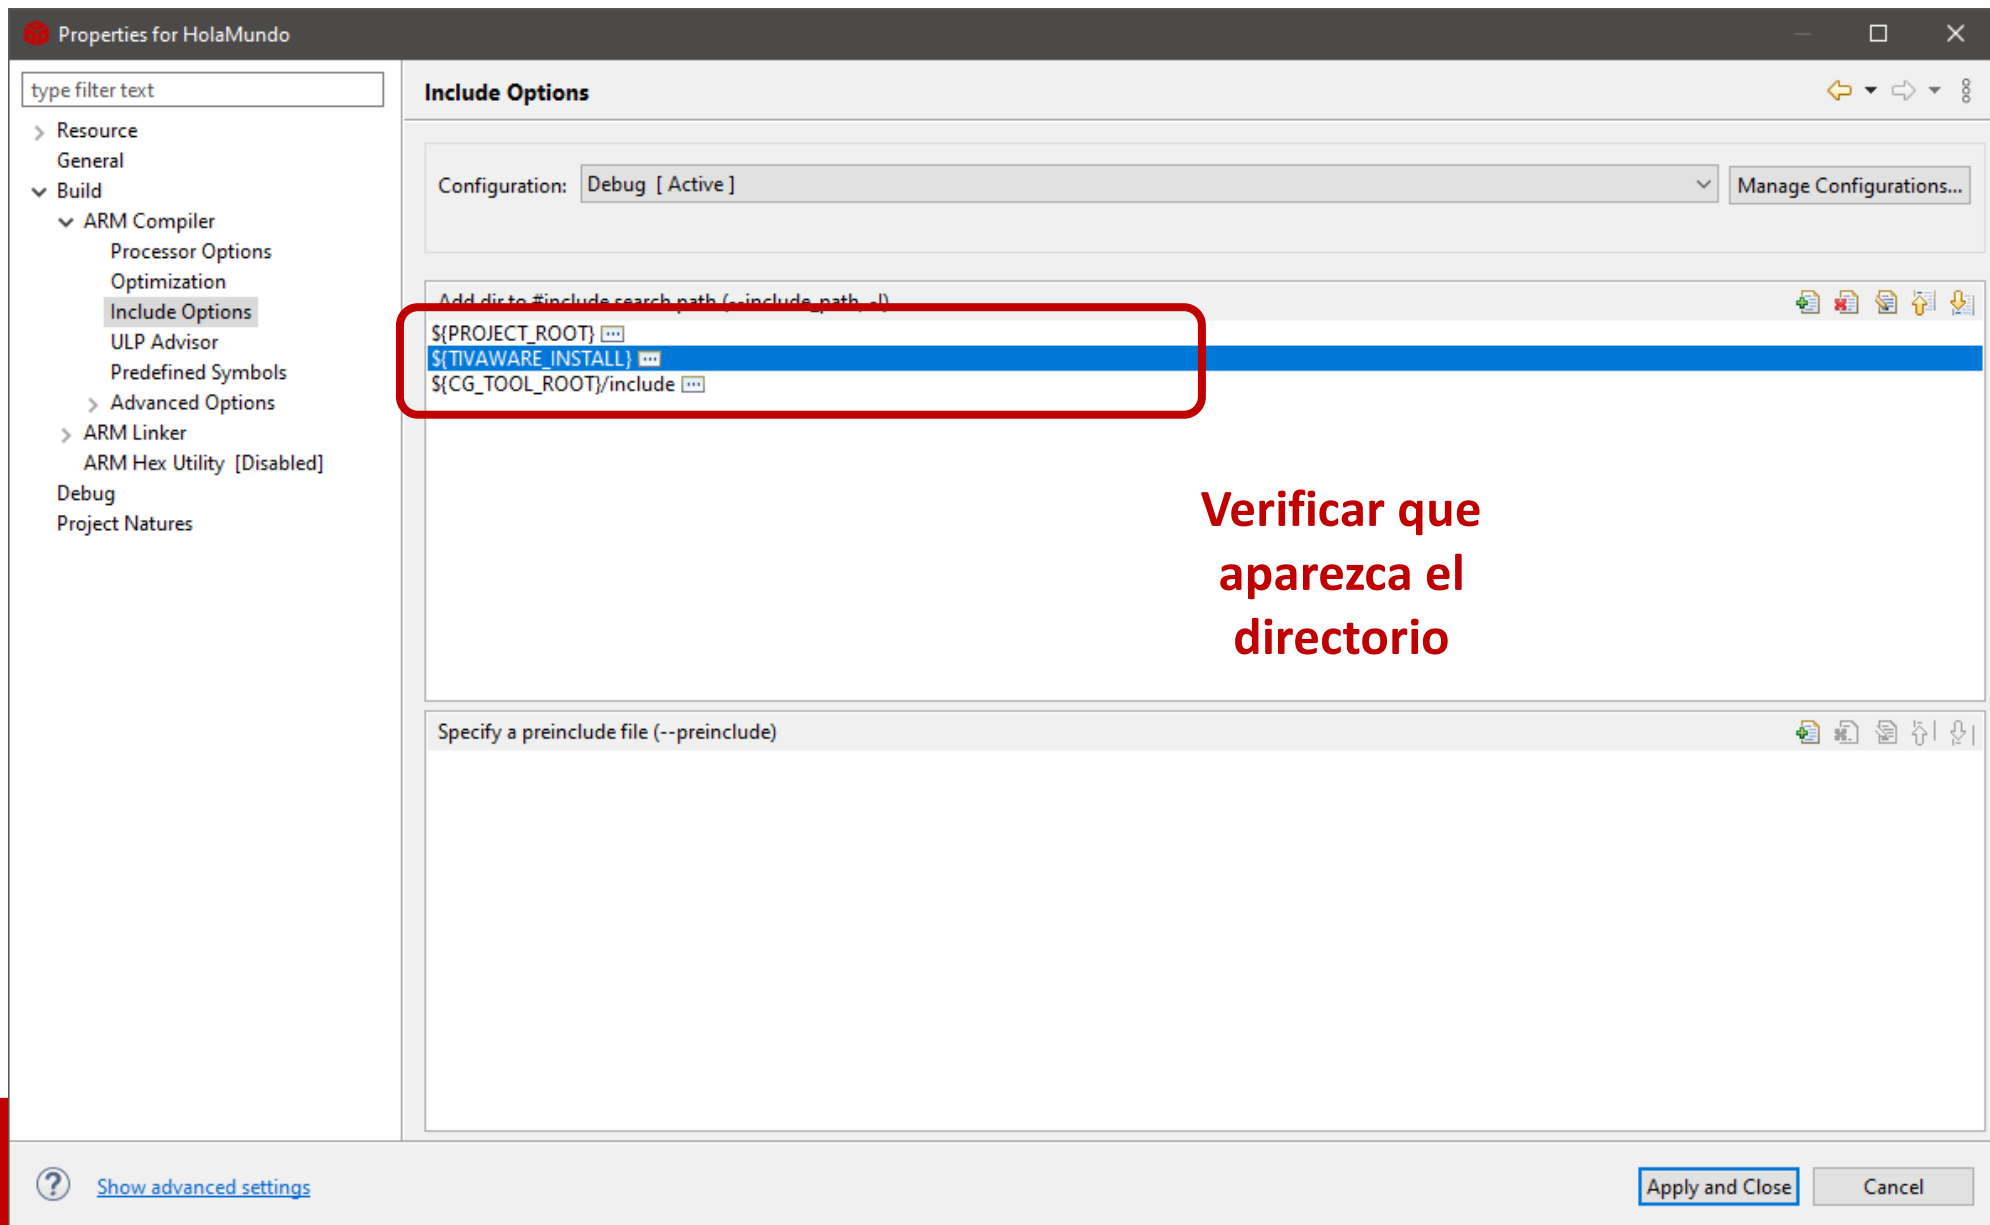 Properties for HolaMundo
type filter text
Resource
General
Build
ARM Compiler
Processor Options
Optimization
Include Options
ULP Advisor
Predefined Symbols
Advanced Options
ARM Linker
ARM Hex Utility [Disabled]
Debug
Project Natures
Include Options
Configuration:
Debug [ Active ]
Manage Configurations...
Add dir to #include search path (--include_path, -I)
${PROJECT_ROOT}
${TIVAWARE_INSTALL}
${CG_TOOL_ROOT}/include
Verificar que
aparezca el
directorio
Specify a preinclude file (--preinclude)
Show advanced settings
Apply and Close
Cancel